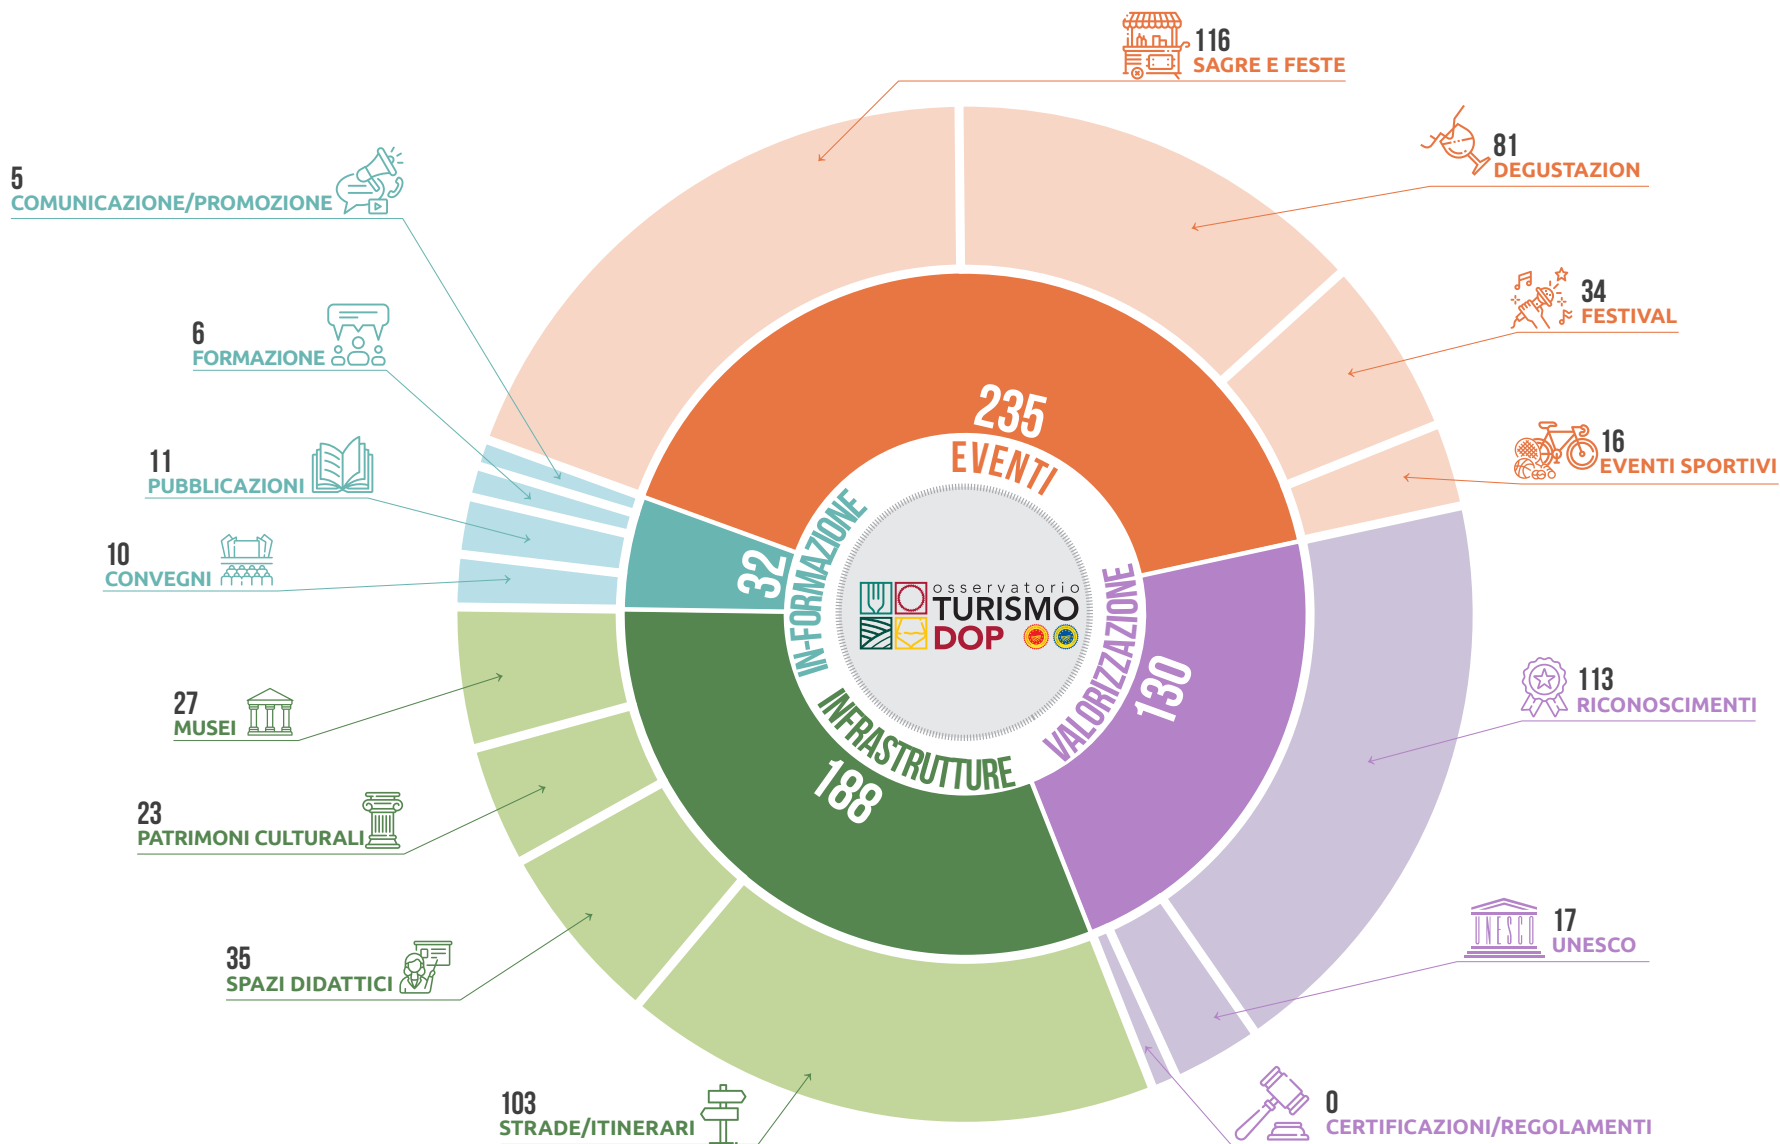 116
SAGRE E FESTE
81
DEGUSTAZION
34
FESTIVAL
16
EVENTI SPORTIVI
5
COMUNICAZIONE/PROMOZIONE
6
FORMAZIONE
11
PUBBLICAZIONI
10
CONVEGNI
235
EVENTI
32
IN-FORMAZIONE
130
VALORIZZAZIONE
188
INFRASTRUTTURE
osservatorio
TURISMO
DOP
27
MUSEI
23
PATRIMONI CULTURALI
35
SPAZI DIDATTICI
103
STRADE/ITINERARI
113
RICONOSCIMENTI
UNESCO
17
UNESCO
0
CERTIFICAZIONI/REGOLAMENTI